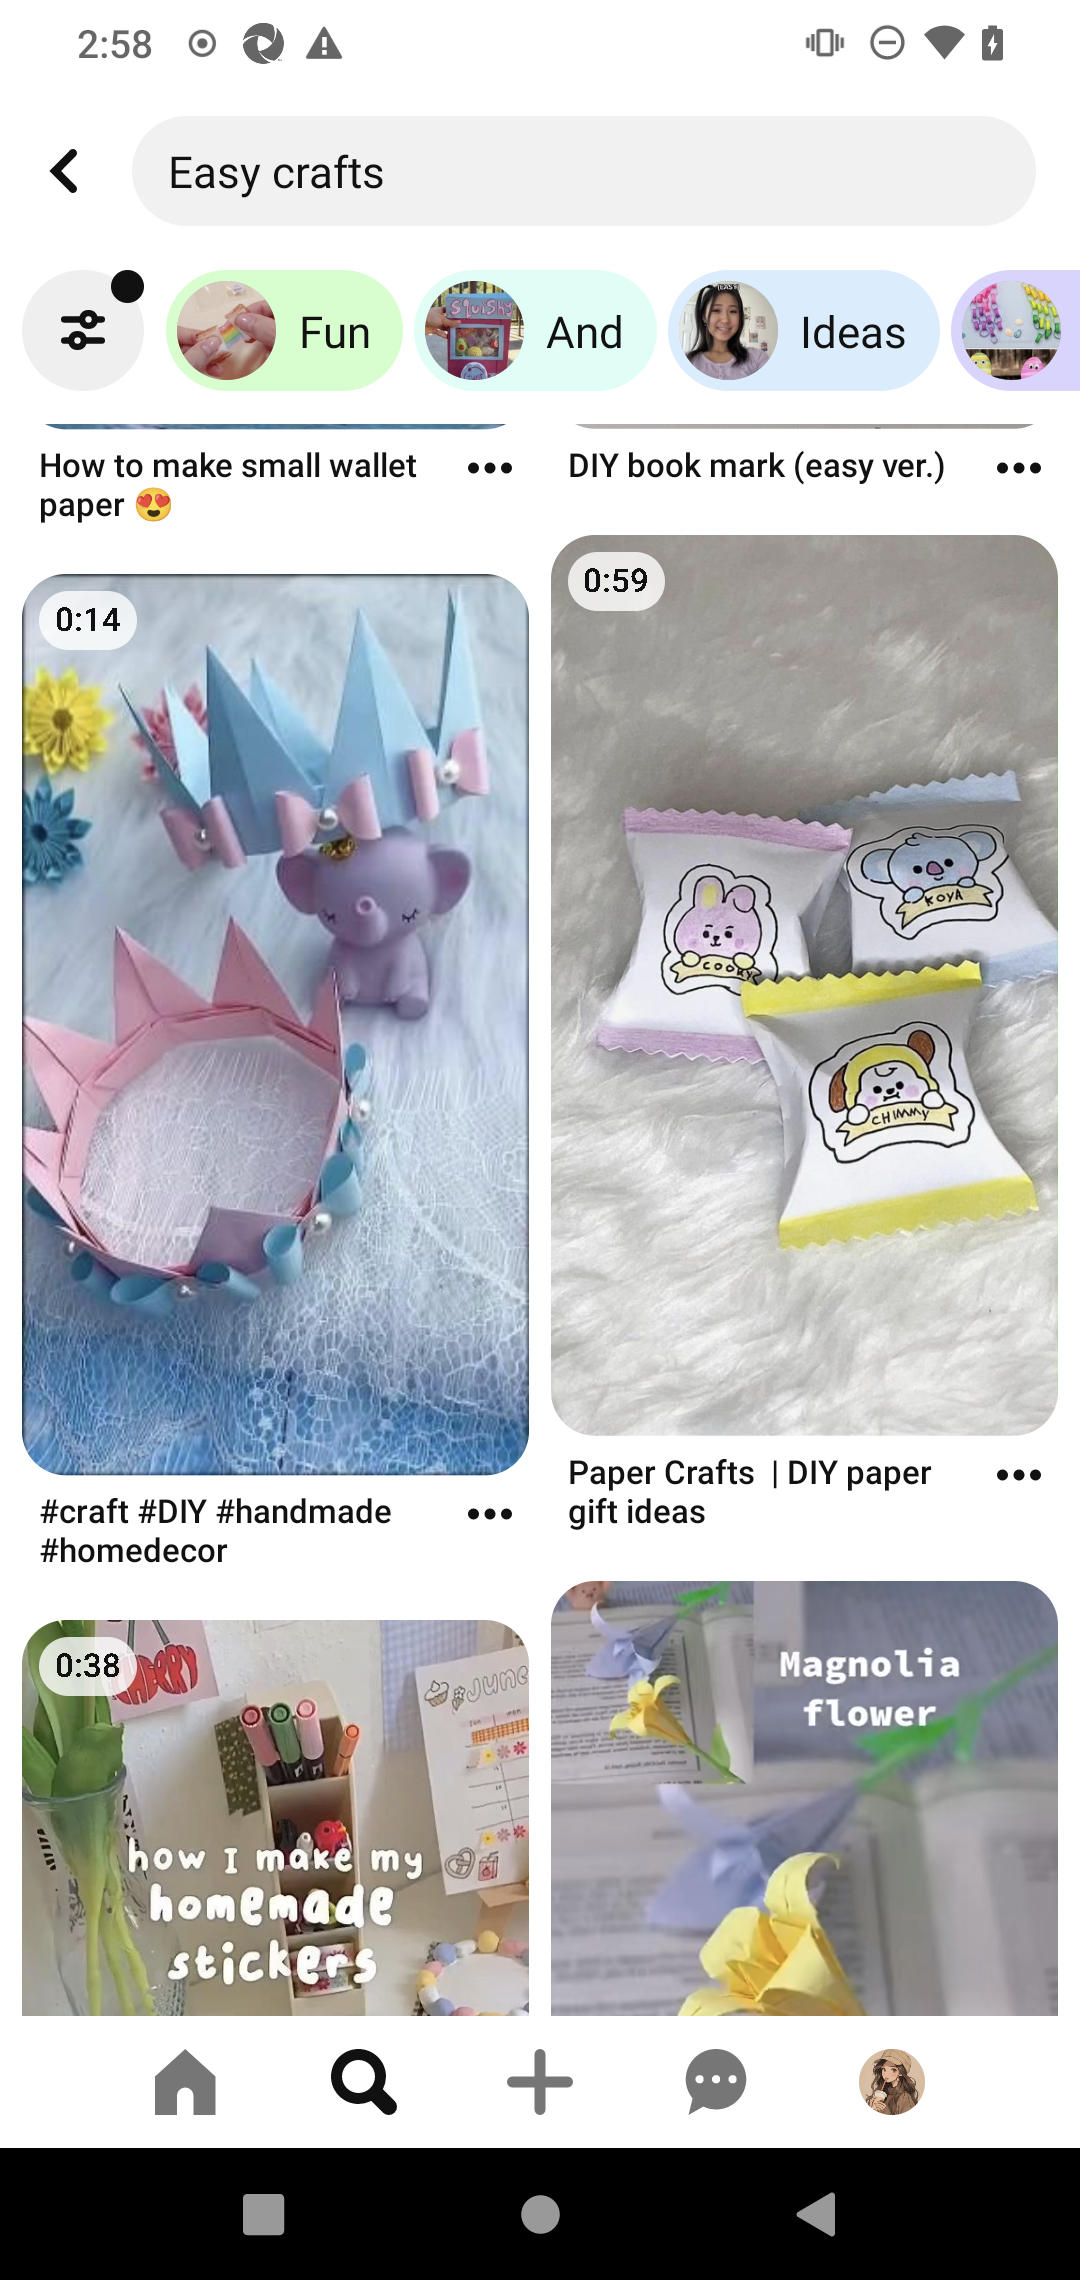 2:58
Easy crafts
Fun
And
Ideas
How to make small wallet
paper 😍
DIY book mark (easy ver.)
0:14
0:59
COOKY
KOYA
CHIMMY
#craft #DIY #handmade
#homedecor
Paper Crafts | DIY paper
gift ideas
0:38
JUNE
how I make my
homemade
stickers
Magnolia
flower